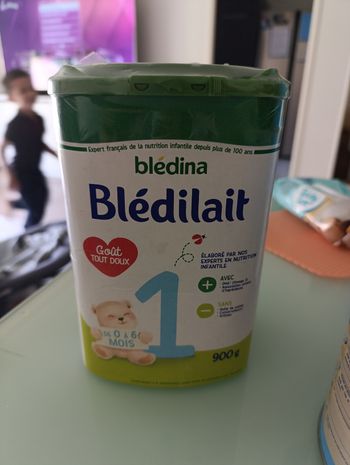 Expert français de la nutrition infantile depuis plus de 100 ans
blédina
Blédilait
Goût
TOUT DOUX
ÉLABORÉ PAR NOS
EXPERTS EN NUTRITION
INFANTILE
AVEC
SANS
1
DE 0 À 6
MOIS
900 g